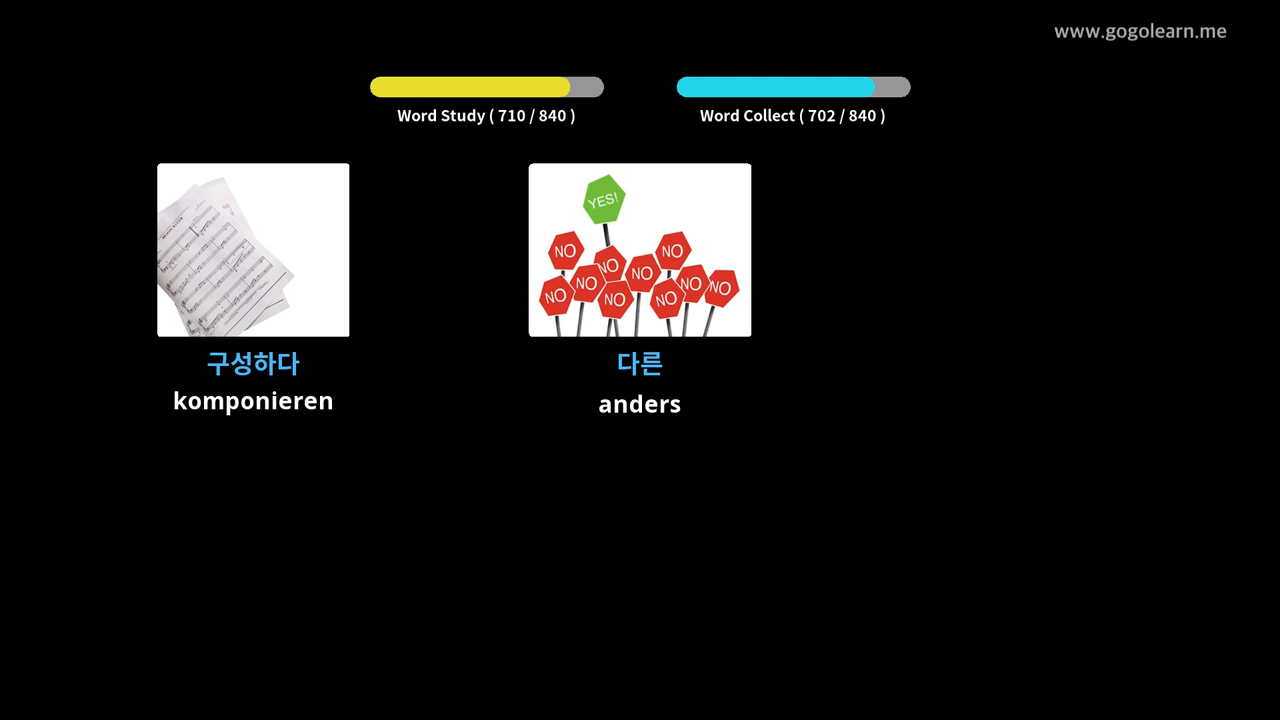 www.gogolearn.me
Word Study ( 710 / 840 )
Word Collect ( 702 / 840 )
YES!
NO
NO
NO
NO
NO
NO
NO
NO
NO
NO
구성하다
다른
komponieren
anders